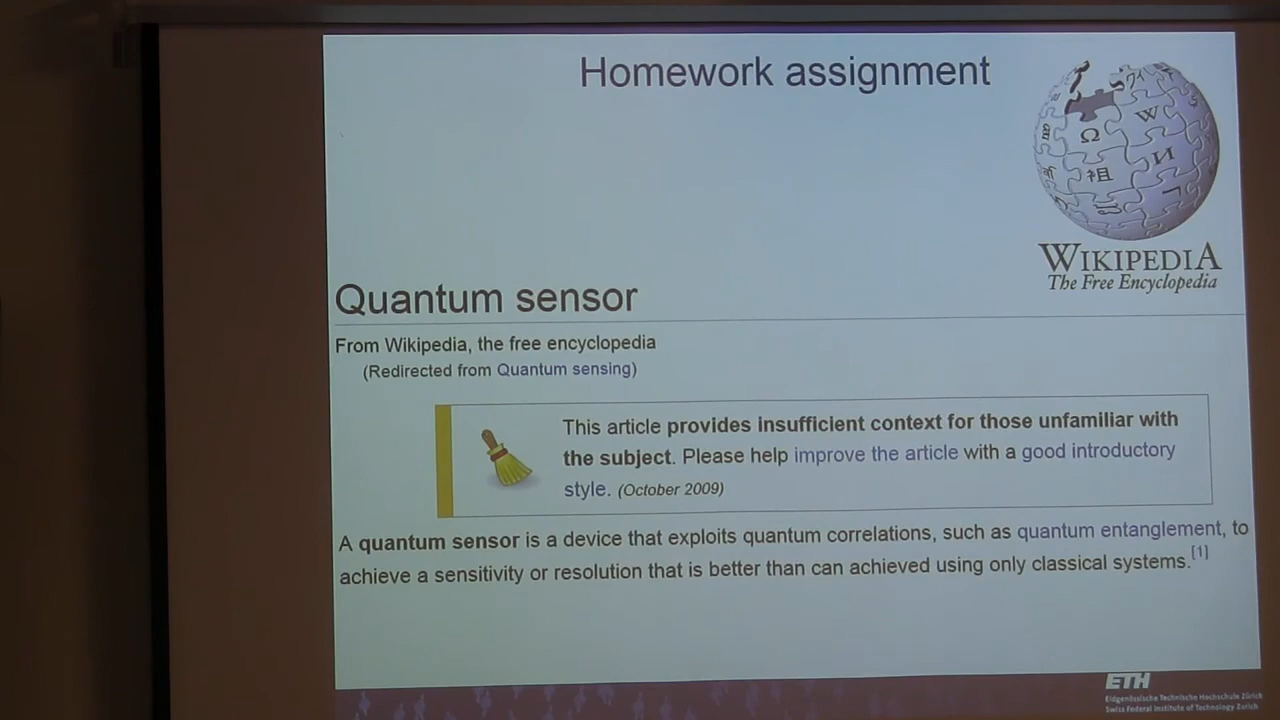 Homework assignment
Ω
W
И
祖
WIKIPEDIA
The Free Encyclopedia
Quantum sensor
From Wikipedia, the free encyclopedia
(Redirected from Quantum sensing)
This article provides insufficient context for those unfamiliar with
the subject. Please help improve the article with a good introductory
style. (October 2009)
A quantum sensor is a device that exploits quantum correlations, such as quantum entanglement, to
achieve a sensitivity or resolution that is better than can achieved using only classical systems.[1]
ETH
Eidgenössische Technische Hochschule Zürich
Swiss Federal Institute of Technology Zurich